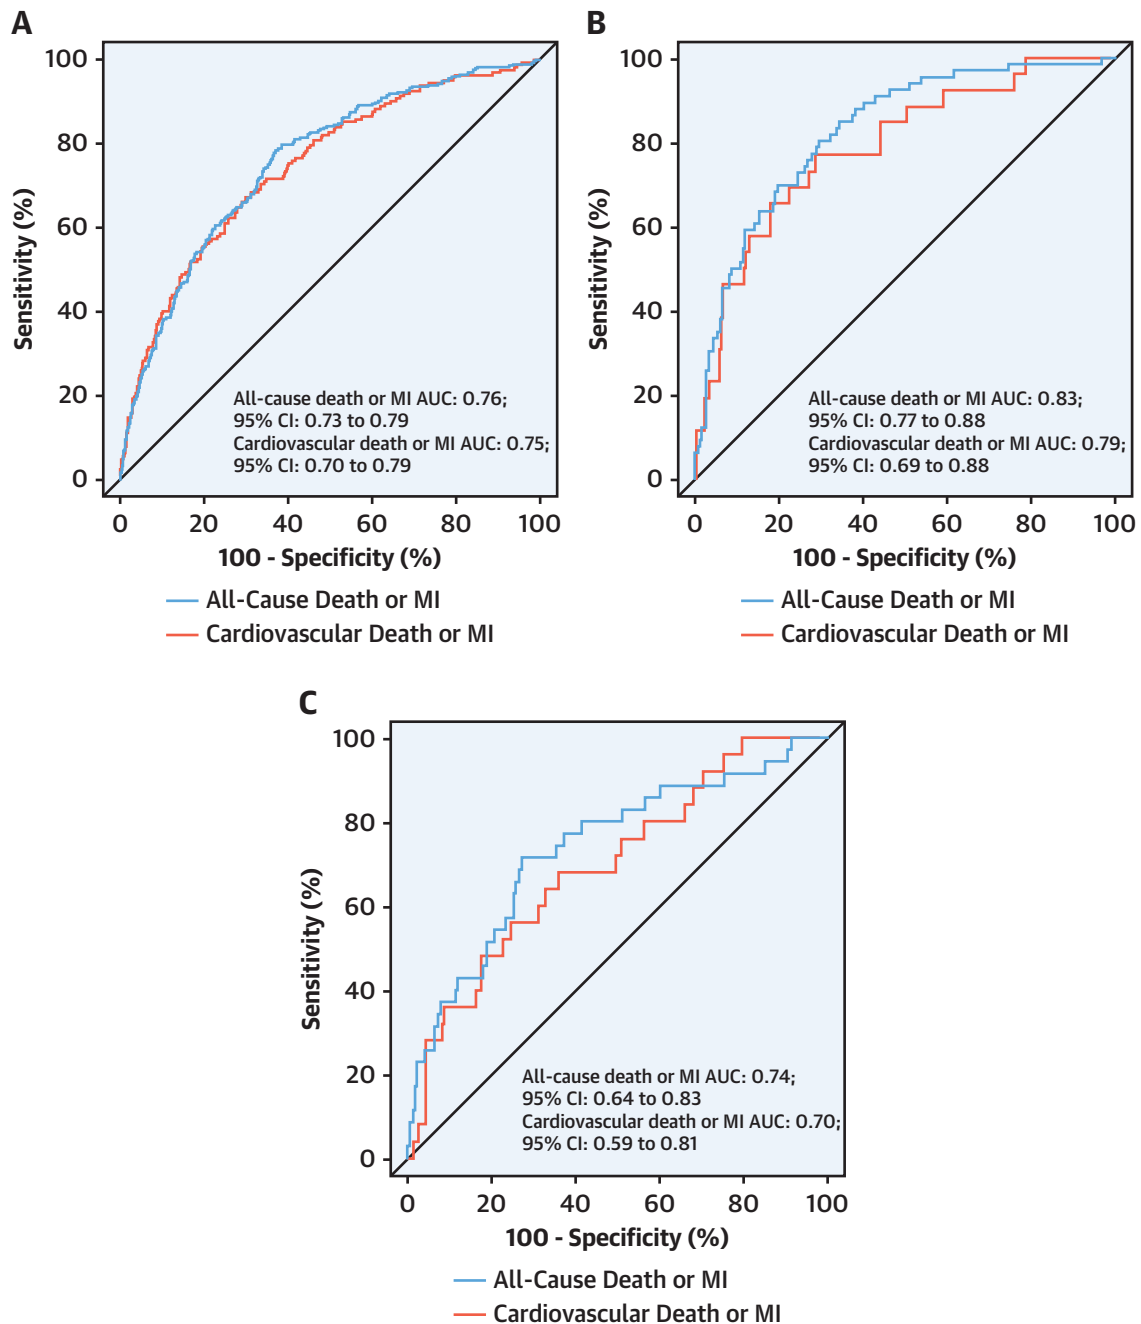 A
100
80
60
40
20
0
Sensitivity (%)
All-cause death or MI AUC: 0.76;
95% CI: 0.73 to 0.79
Cardiovascular death or MI AUC: 0.75;
95% CI: 0.70 to 0.79
0 20 40 60 80 100
100 - Specificity (%)
All-Cause Death or MI
Cardiovascular Death or MI
B
100
80
60
40
20
0
Sensitivity (%)
All-cause death or MI AUC: 0.83;
95% CI: 0.77 to 0.88
Cardiovascular death or MI AUC: 0.79;
95% CI: 0.69 to 0.88
0 20 40 60 80 100
100 - Specificity (%)
All-Cause Death or MI
Cardiovascular Death or MI
C
100
80
60
40
20
0
Sensitivity (%)
All-cause death or MI AUC: 0.74;
95% CI: 0.64 to 0.83
Cardiovascular death or MI AUC: 0.70;
95% CI: 0.59 to 0.81
0 20 40 60 80 100
100 - Specificity (%)
All-Cause Death or MI
Cardiovascular Death or MI